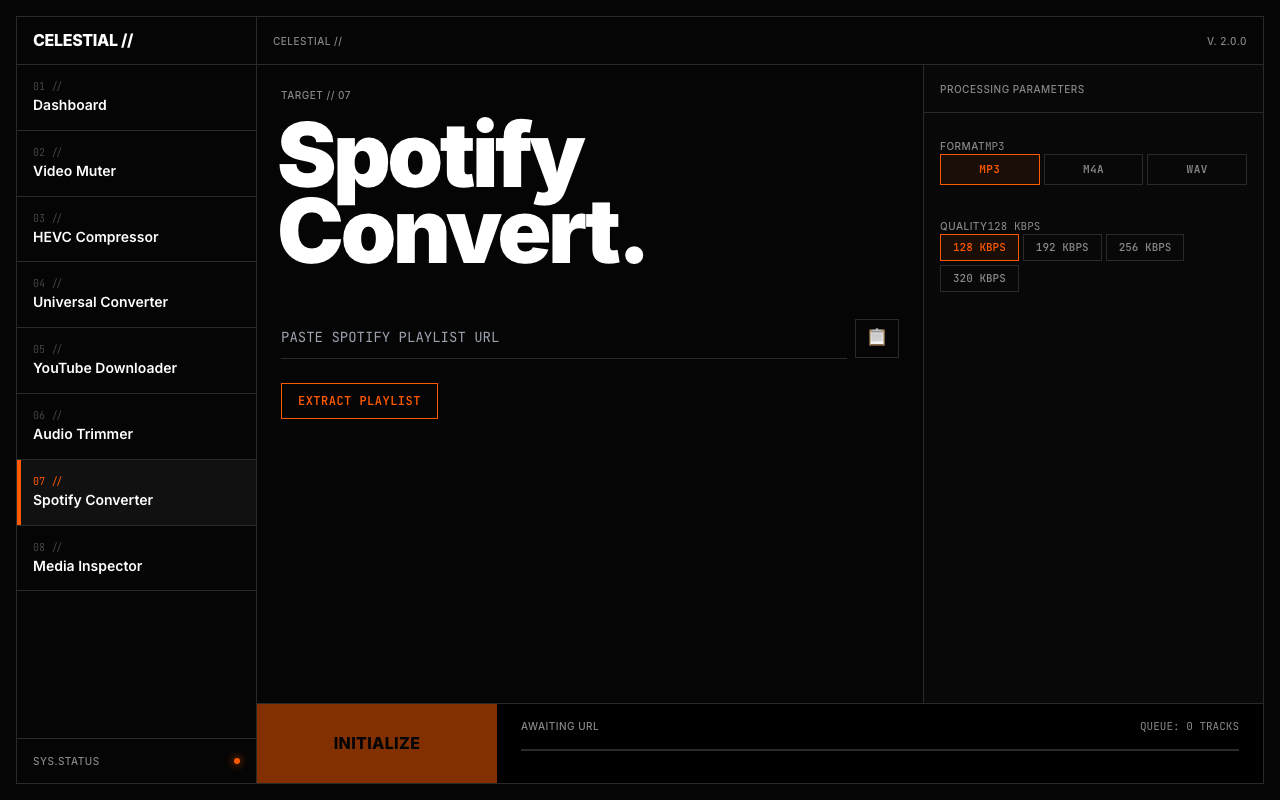 CELESTIAL //
01 //
Dashboard
02 //
Video Muter
03 //
HEVC Compressor
04 //
Universal Converter
05 //
YouTube Downloader
06 //
Audio Trimmer
07 //
Spotify Converter
08 //
Media Inspector
SYS.STATUS
CELESTIAL //
V. 2.0.0
TARGET // 07
Spotify
Convert.
PASTE SPOTIFY PLAYLIST URL
EXTRACT PLAYLIST
PROCESSING PARAMETERS
FORMATMP3
MP3 M4A WAV
QUALITY128 KBPS
128 KBPS 192 KBPS 256 KBPS
320 KBPS
INITIALIZE
AWAITING URL
QUEUE: 0 TRACKS